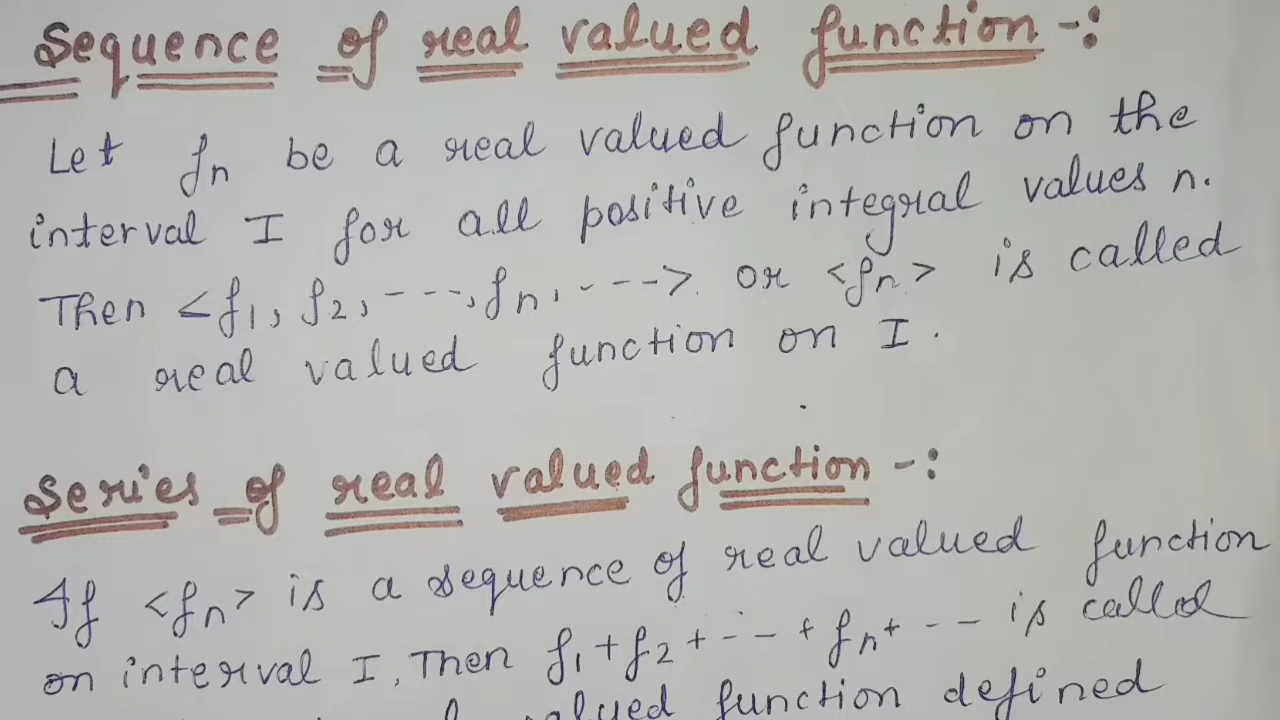 Sequence of real valued function -:
Let fn be a real valued function on the
interval I for all positive integral values n.
Then <f1, f2, ---, fn, ---> or <fn> is called
a real valued function on I.
Series of real valued function -:
If <fn> is a sequence of real valued function
on interval I, Then f1+f2+---+fn+--- is called
valued function defined